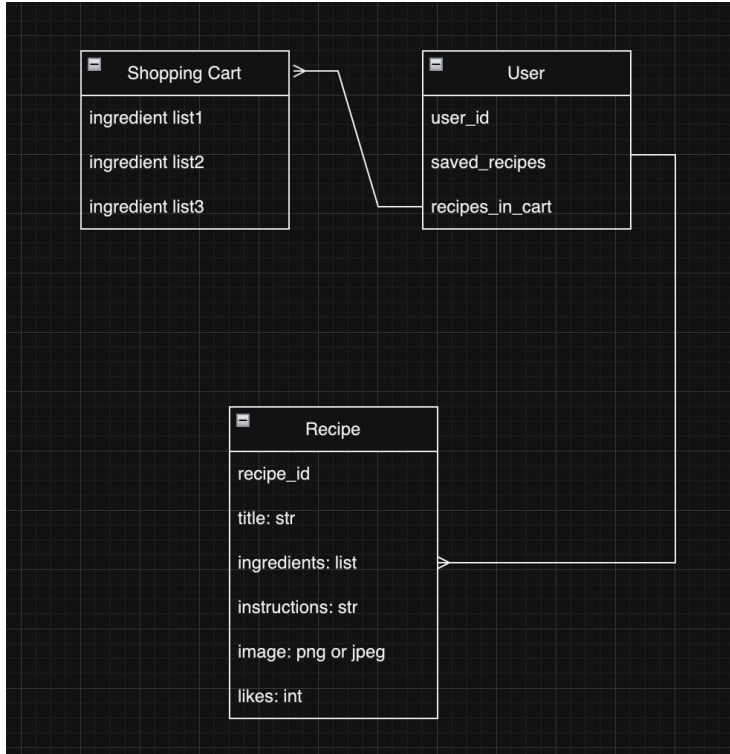 Shopping Cart
ingredient list1
ingredient list2
ingredient list3
User
user_id
saved_recipes
recipes_in_cart
Recipe
recipe_id
title: str
ingredients: list
instructions: str
image: png or jpeg
likes: int